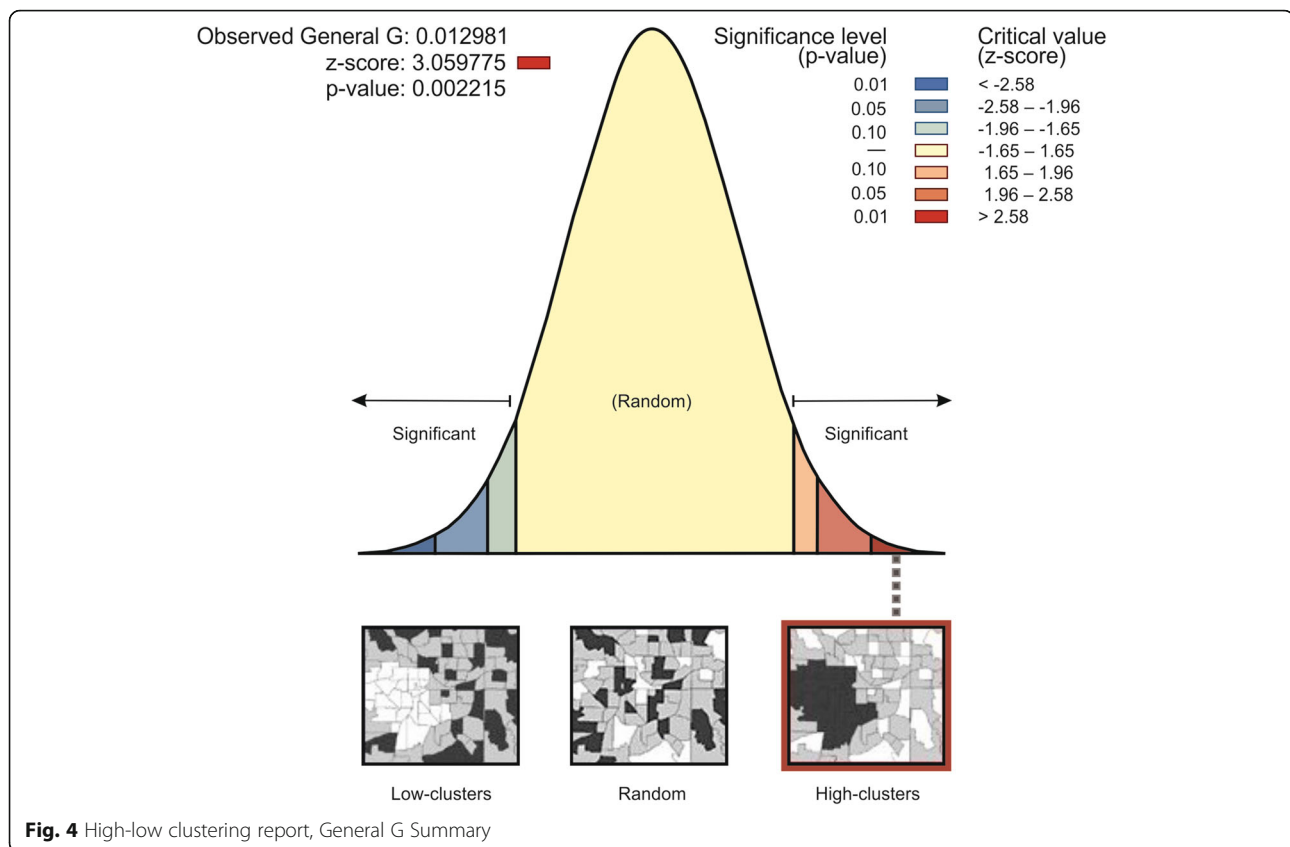 Observed General G: 0.012981
z-score: 3.059775
p-value: 0.002215
Significance level
(p-value)
Critical value
(z-score)
0.01 < -2.58
0.05 -2.58 – -1.96
0.10 -1.96 – -1.65
— -1.65 – 1.65
0.10 1.65 – 1.96
0.05 1.96 – 2.58
0.01 > 2.58
(Random)
Significant
Significant
Low-clusters
Random
High-clusters
Fig. 4 High-low clustering report, General G Summary